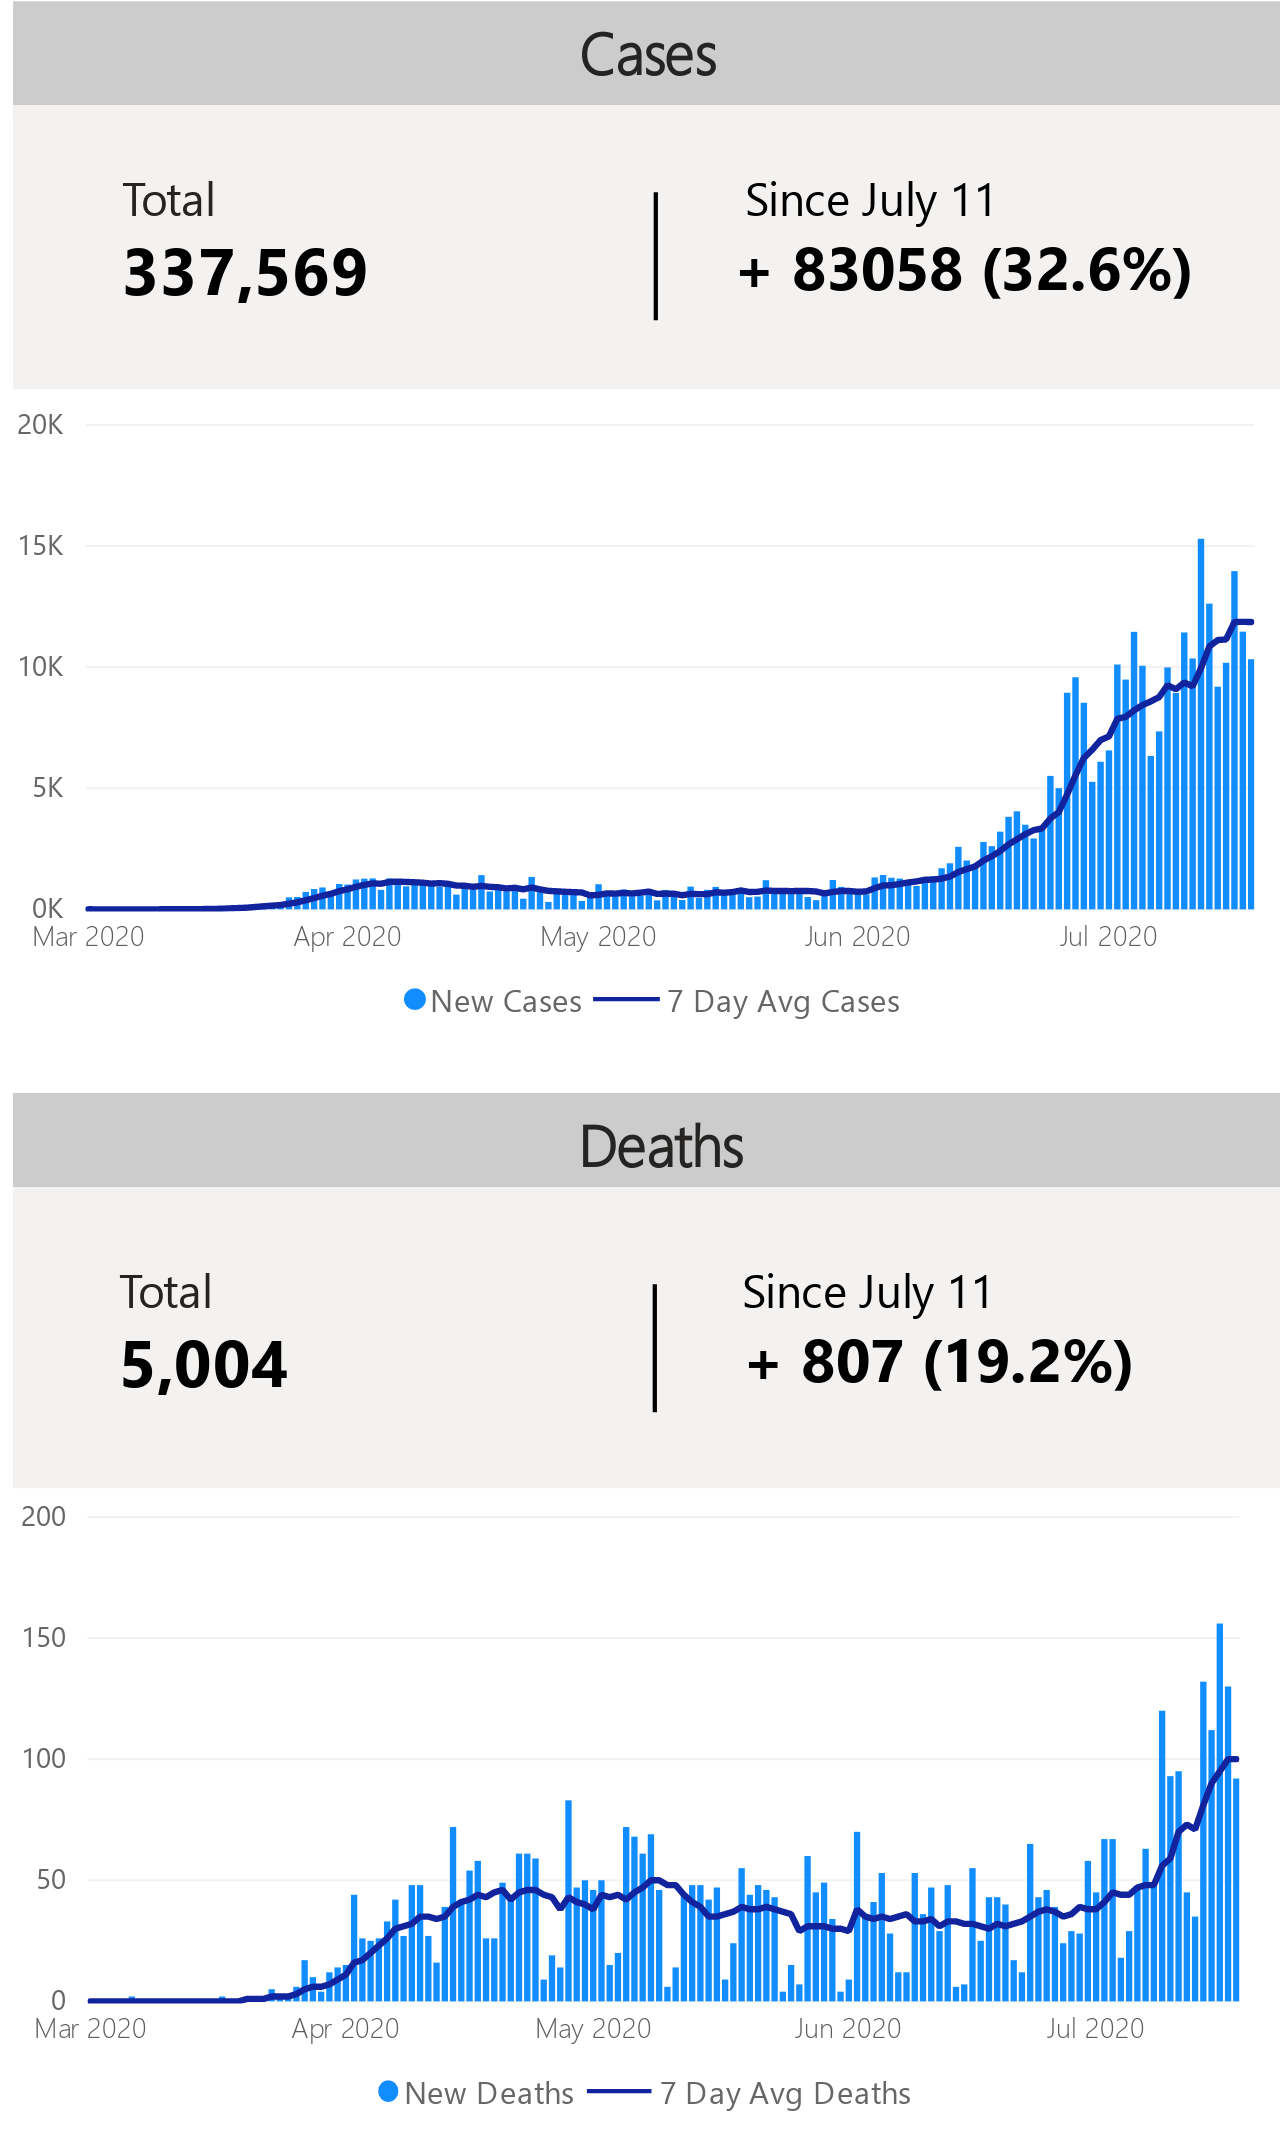 Cases
Total
337,569
Since July 11
+ 83058 (32.6%)
20K
15K
10K
5K
0K
Mar 2020 Apr 2020 May 2020 Jun 2020 Jul 2020
New Cases 7 Day Avg Cases
Deaths
Total
5,004
Since July 11
+ 807 (19.2%)
200
150
100
50
0
Mar 2020 Apr 2020 May 2020 Jun 2020 Jul 2020
New Deaths 7 Day Avg Deaths